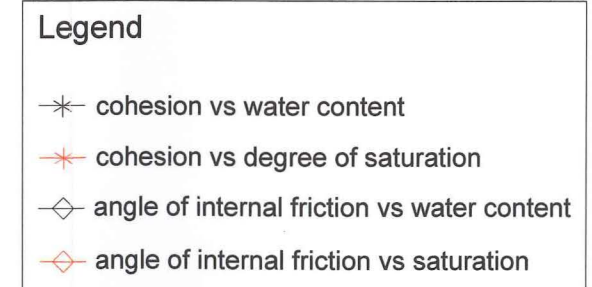 Legend
cohesion vs water content
cohesion vs degree of saturation
angle of internal friction vs water content
angle of internal friction vs saturation